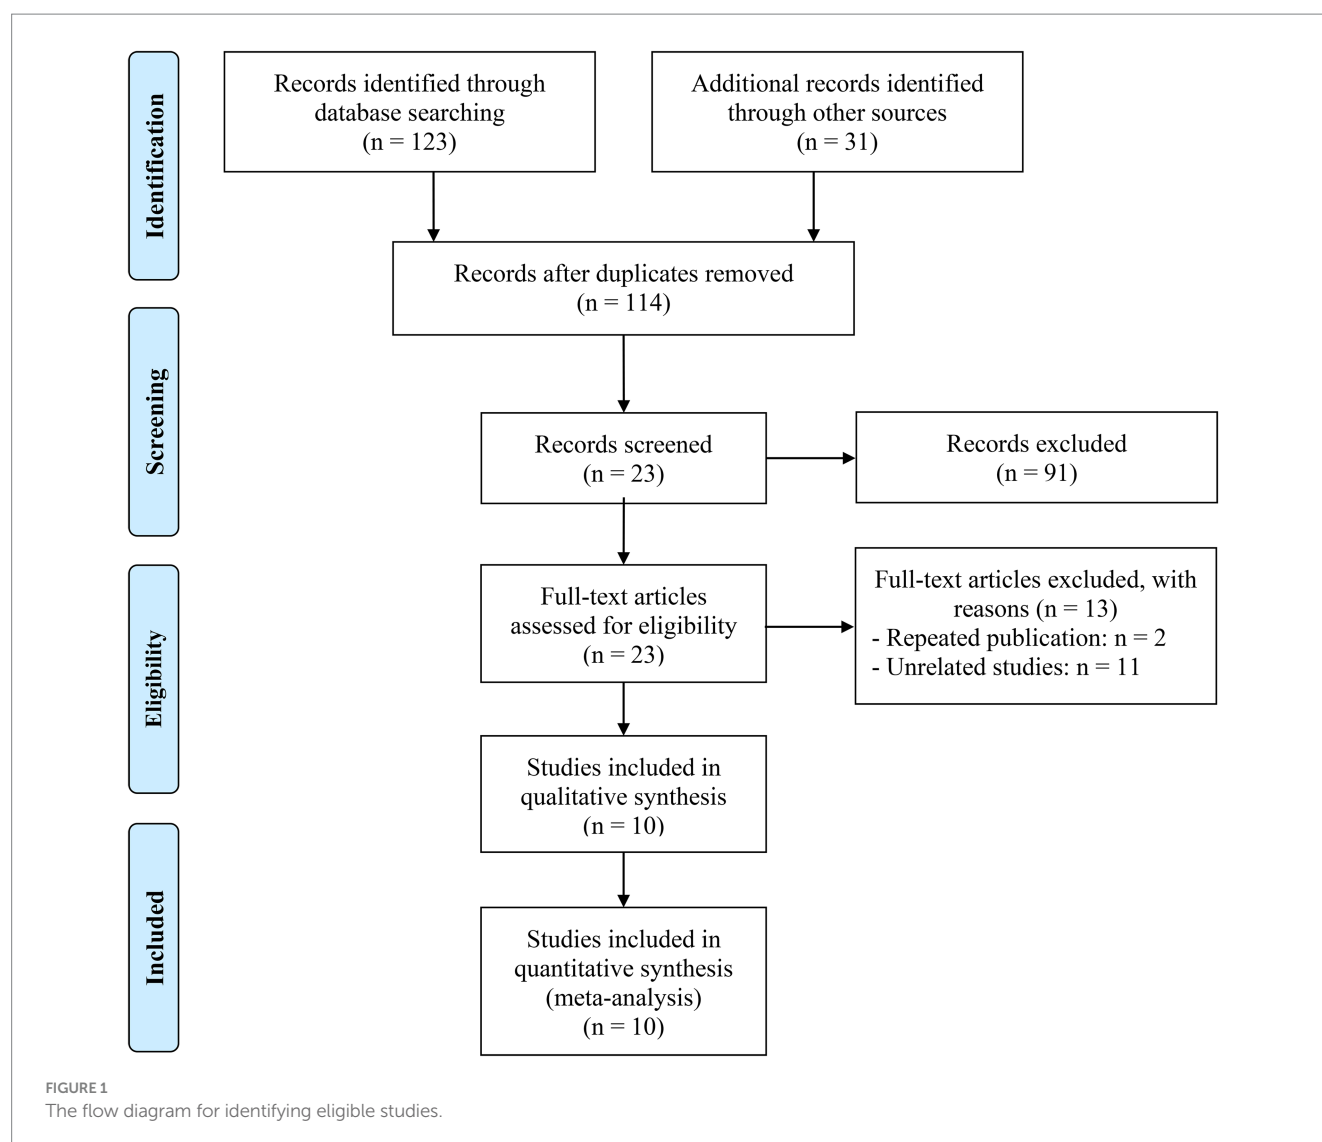 Identification
Records identified through
database searching
(n = 123)
Additional records identified
through other sources
(n = 31)
Records after duplicates removed
(n = 114)
Screening
Records screened
(n = 23)
Records excluded
(n = 91)
Eligibility
Full-text articles
assessed for eligibility
(n = 23)
Full-text articles excluded, with
reasons (n = 13)
- Repeated publication: n = 2
- Unrelated studies: n = 11
Studies included in
qualitative synthesis
(n = 10)
Included
Studies included in
quantitative synthesis
(meta-analysis)
(n = 10)
FIGURE 1
The flow diagram for identifying eligible studies.